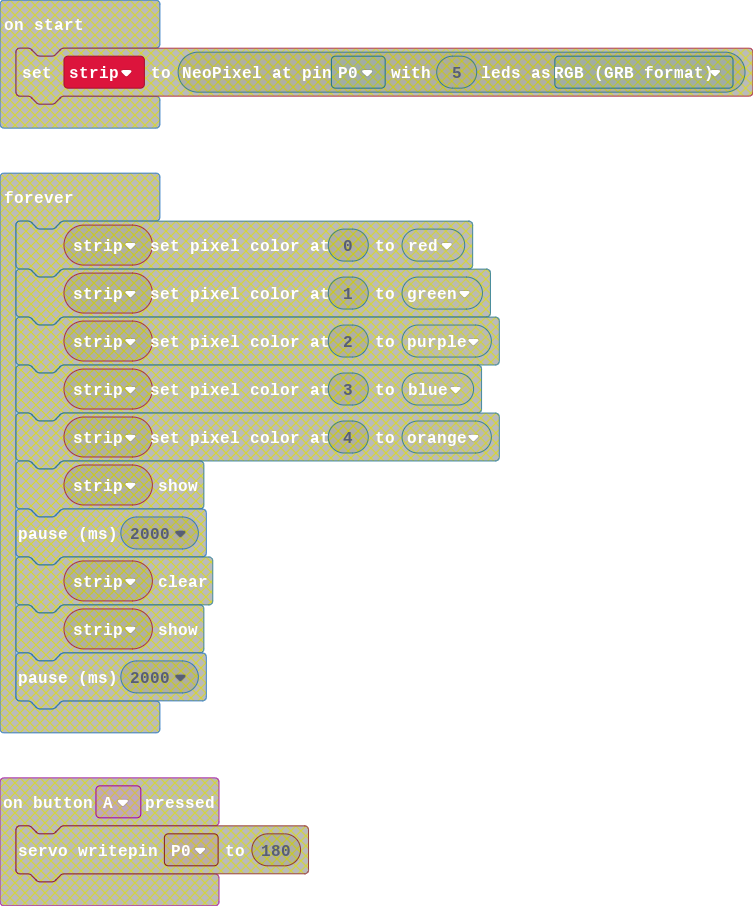 on start
set strip to NeoPixel at pin P0 with 5 leds as RGB (GRB format)
forever
strip set pixel color at 0 to red
strip set pixel color at 1 to green
strip set pixel color at 2 to purple
strip set pixel color at 3 to blue
strip set pixel color at 4 to orange
strip show
pause (ms) 2000
strip clear
strip show
pause (ms) 2000
on button A pressed
servo writepin P0 to 180